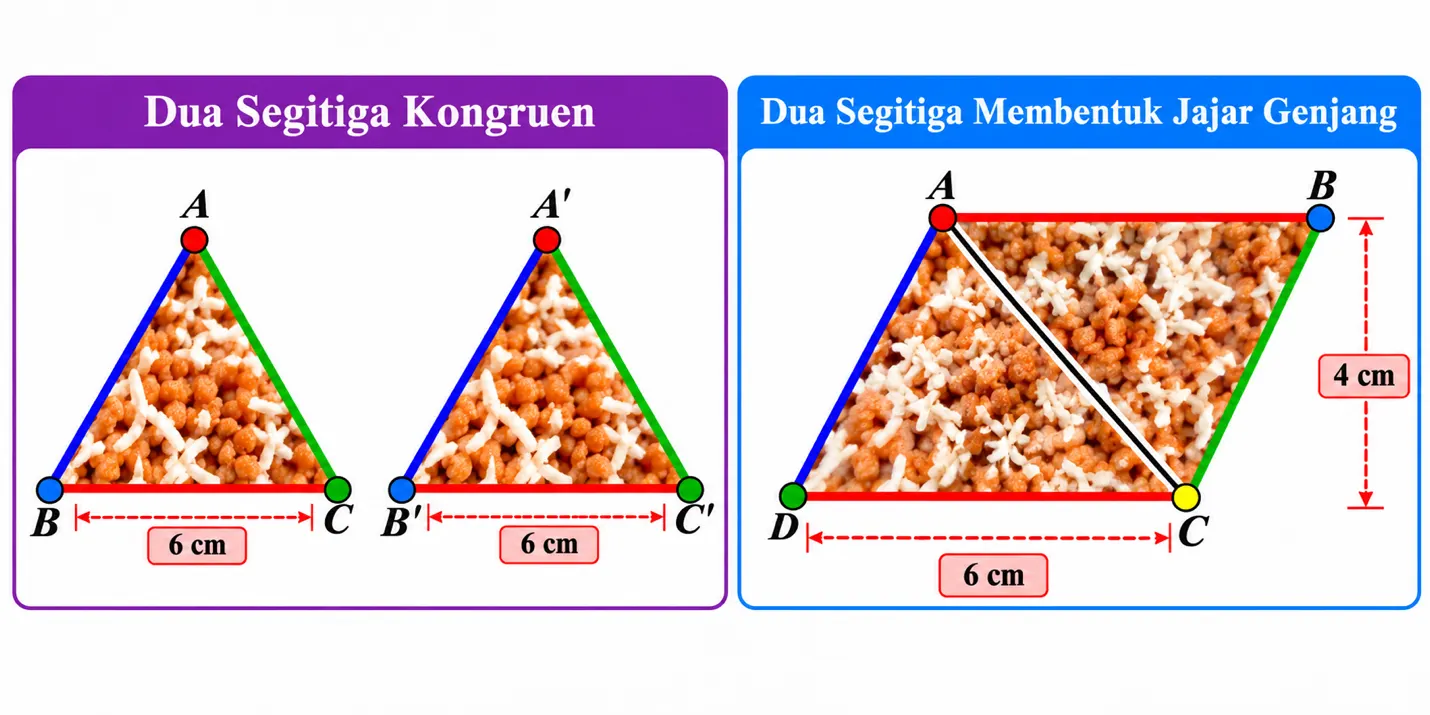 Dua Segitiga Kongruen
A
A'
B
C
B'
C'
6 cm
6 cm
Dua Segitiga Membentuk Jajar Genjang
A
B
4 cm
D
C
6 cm